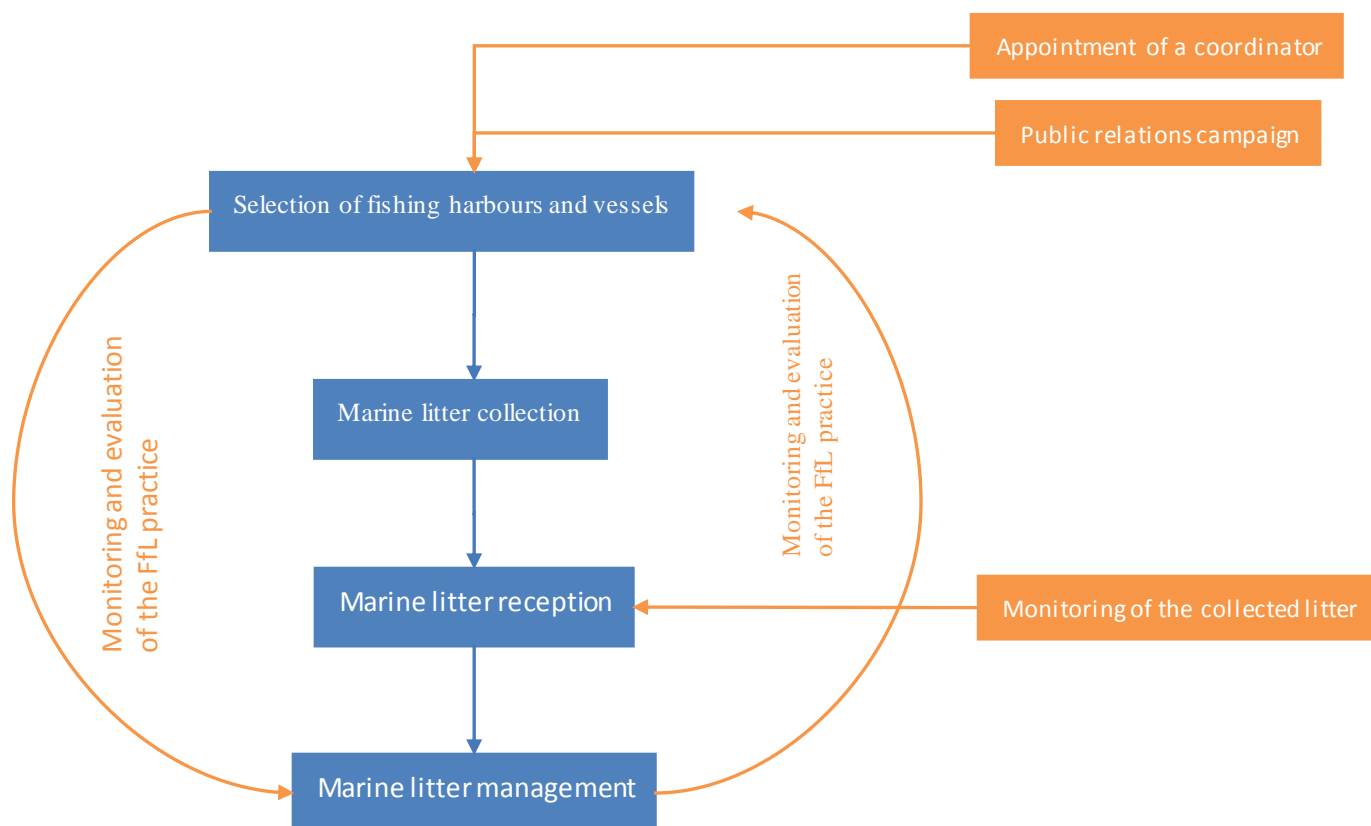 Appointment of a coordinator
Public relations campaign
Selection of fishing harbours and vessels
Monitoring and evaluation
of the FfL practice
Monitoring and evaluation
of the FfL practice
Marine litter collection
Marine litter reception
Monitoring of the collected litter
Marine litter management